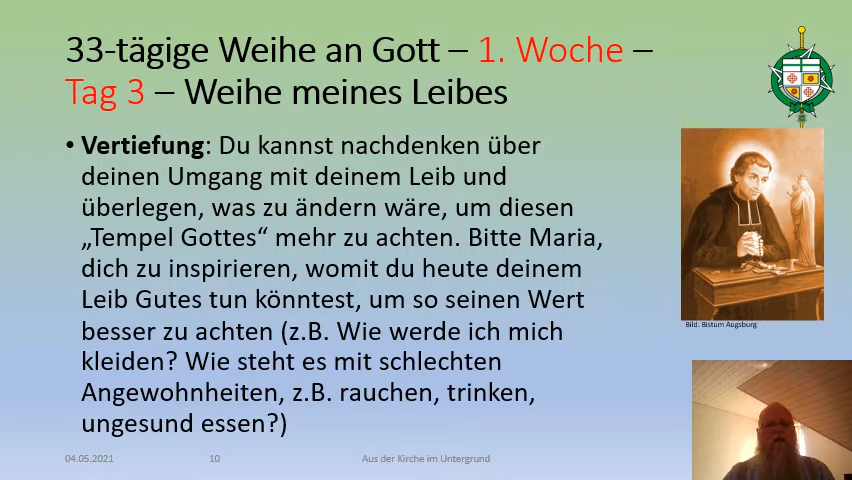 33-tägige Weihe an Gott – 1. Woche –
Tag 3 – Weihe meines Leibes
• Vertiefung: Du kannst nachdenken über
deinen Umgang mit deinem Leib und
überlegen, was zu ändern wäre, um diesen
„Tempel Gottes“ mehr zu achten. Bitte Maria,
dich zu inspirieren, womit du heute deinem
Leib Gutes tun könntest, um so seinen Wert
besser zu achten (z.B. Wie werde ich mich
kleiden? Wie steht es mit schlechten
Angewohnheiten, z.B. rauchen, trinken,
ungesund essen?)
Bild. Bistum Augsburg
04.05.2021 10 Aus der Kirche im Untergrund